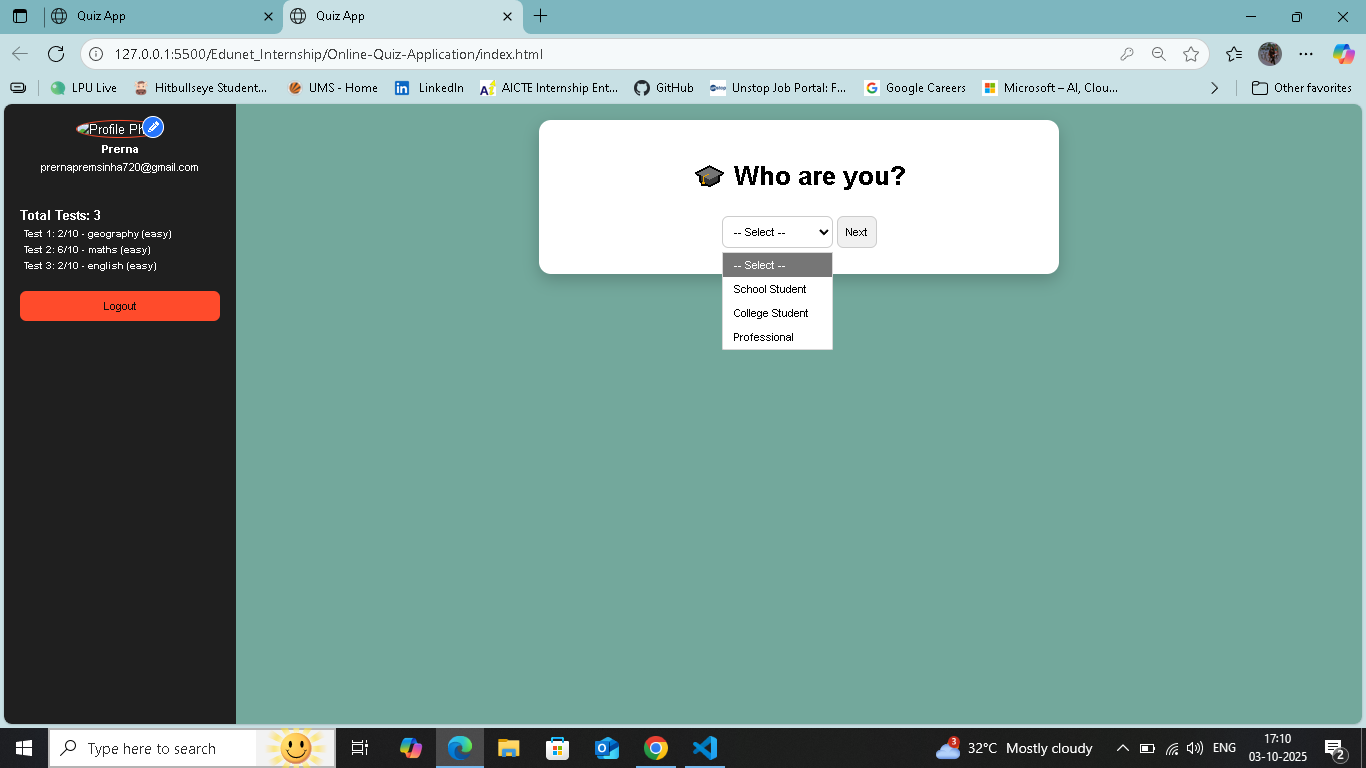 Quiz App
Quiz App
127.0.0.1:5500/Edunet_Internship/Online-Quiz-Application/index.html
LPU Live
Hitbullseye Student...
UMS - Home
LinkedIn
AICTE Internship Ent...
GitHub
Unstop Job Portal: F...
Google Careers
Microsoft – AI, Clou...
Other favorites
Profile Ph
Prerna
prernapremsinha720@gmail.com
Total Tests: 3
Test 1: 2/10 - geography (easy)
Test 2: 6/10 - maths (easy)
Test 3: 2/10 - english (easy)
Logout
Who are you?
-- Select --
Next
-- Select --
School Student
College Student
Professional
Type here to search
3
32°C Mostly cloudy
ENG
17:10
03-10-2025
2